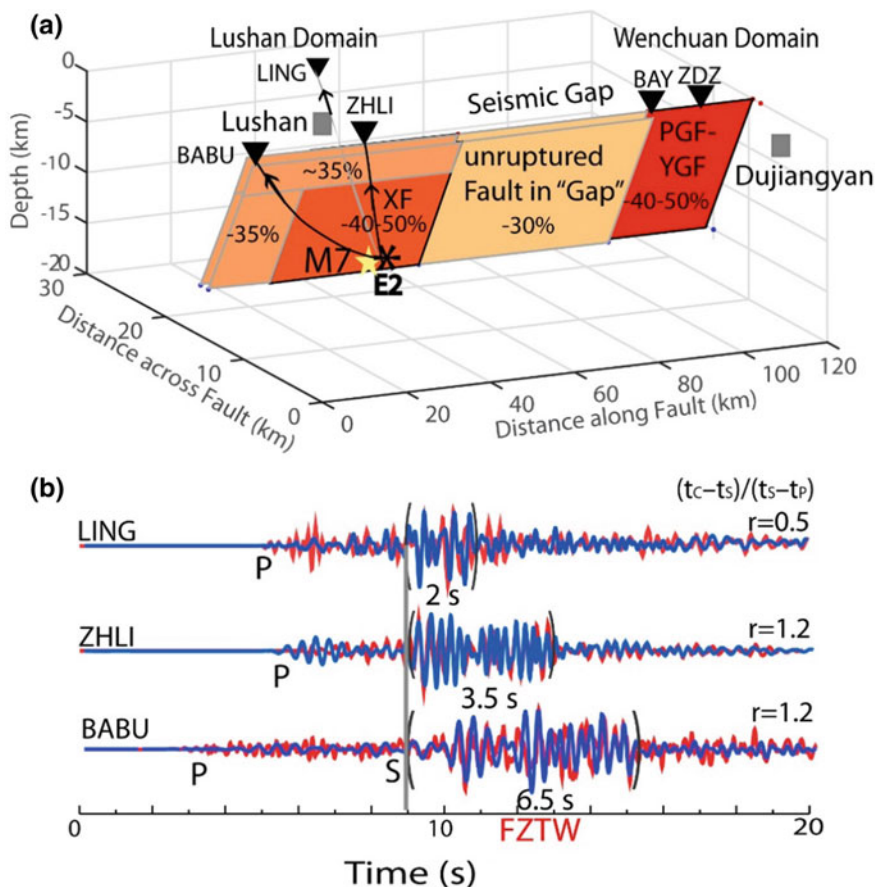 (a)
Lushan Domain
Wenchuan Domain
LING
ZHLI
Seismic Gap
BAY ZDZ
Lushan
BABU
Dujiangyan
~35%
-35%
XF
-40-50%
unruptured
Fault in "Gap"
-30%
PGF-
YGF
-40-50%
M7
E2
Depth (km)
0
-5
-10
-15
-20
30
20
10
0
Distance across Fault (km)
0
20
40
60
80
100
120
Distance along Fault (km)
(b)
(tC–tS)/(tS–tP)
LING
r=0.5
P
2 s
ZHLI
r=1.2
P
3.5 s
BABU
r=1.2
P
S
6.5 s
0
10
20
FZTW
Time (s)